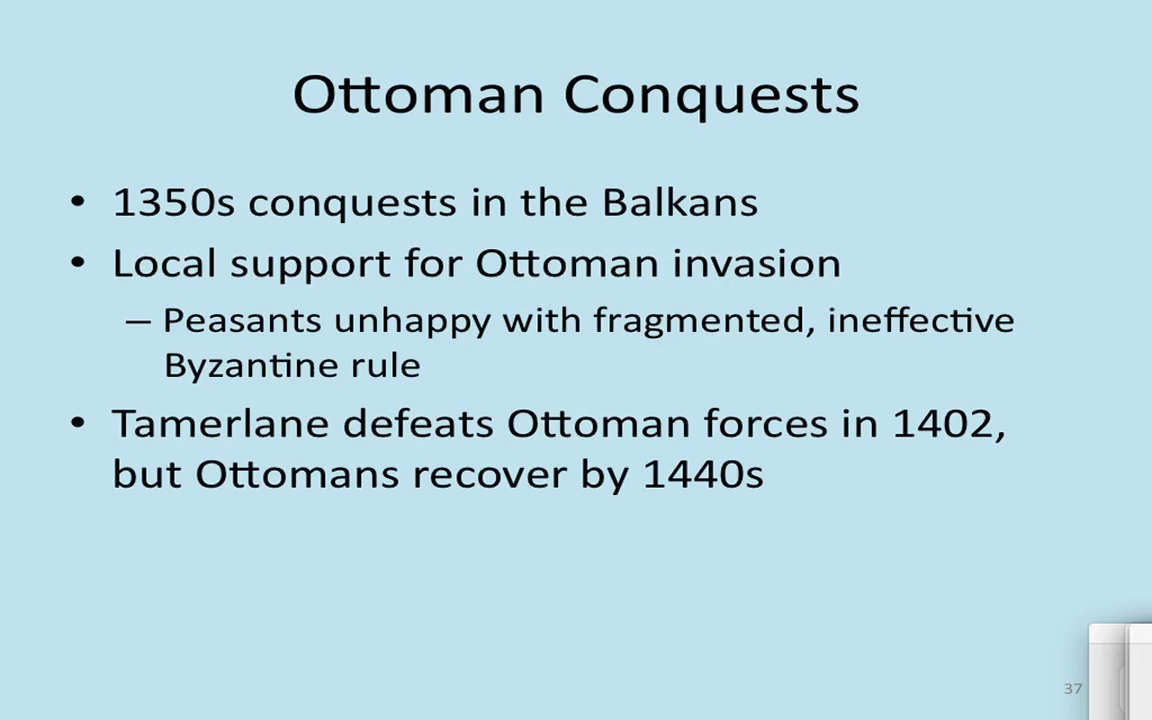 Ottoman Conquests
• 1350s conquests in the Balkans
• Local support for Ottoman invasion
– Peasants unhappy with fragmented, ineffective
Byzantine rule
• Tamerlane defeats Ottoman forces in 1402,
but Ottomans recover by 1440s
37